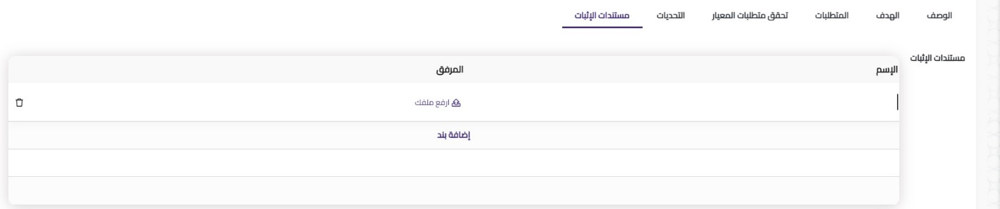 الوصف الهدف المتطلبات تحقق متطلبات المعيار التحديات مستندات الإثبات
مستندات الإثبات
الإسم المرفق
ارفع ملفك
إضافة بند